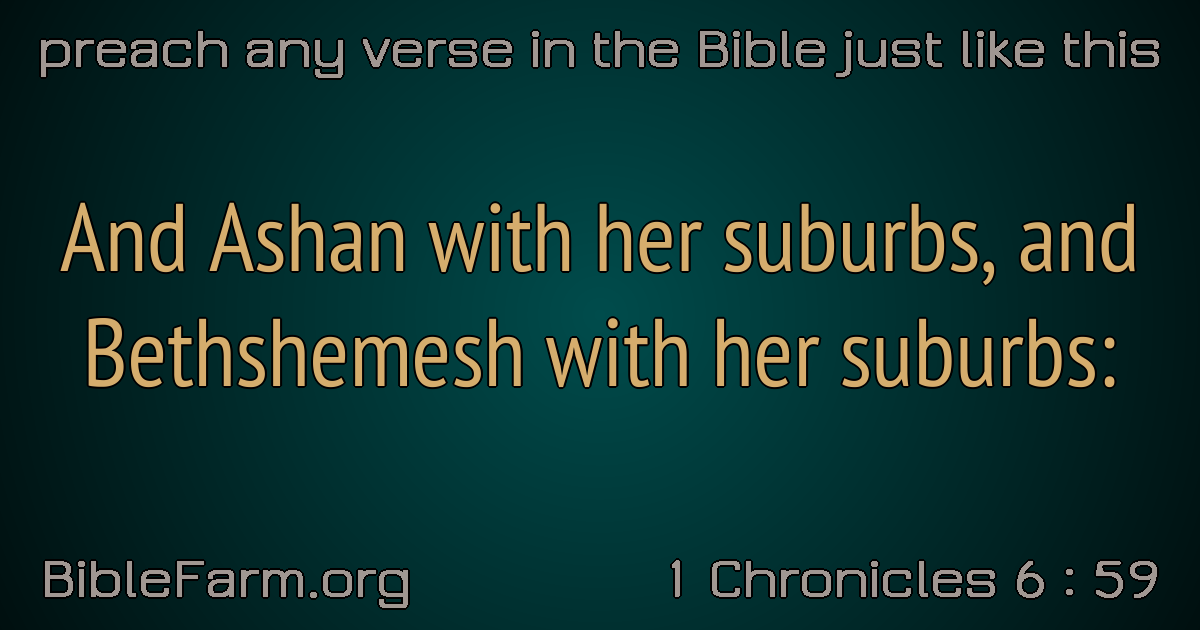 preach any verse in the Bible just like this
And Ashan with her suburbs, and
Bethshemesh with her suburbs:
BibleFarm.org
1 Chronicles 6 : 59